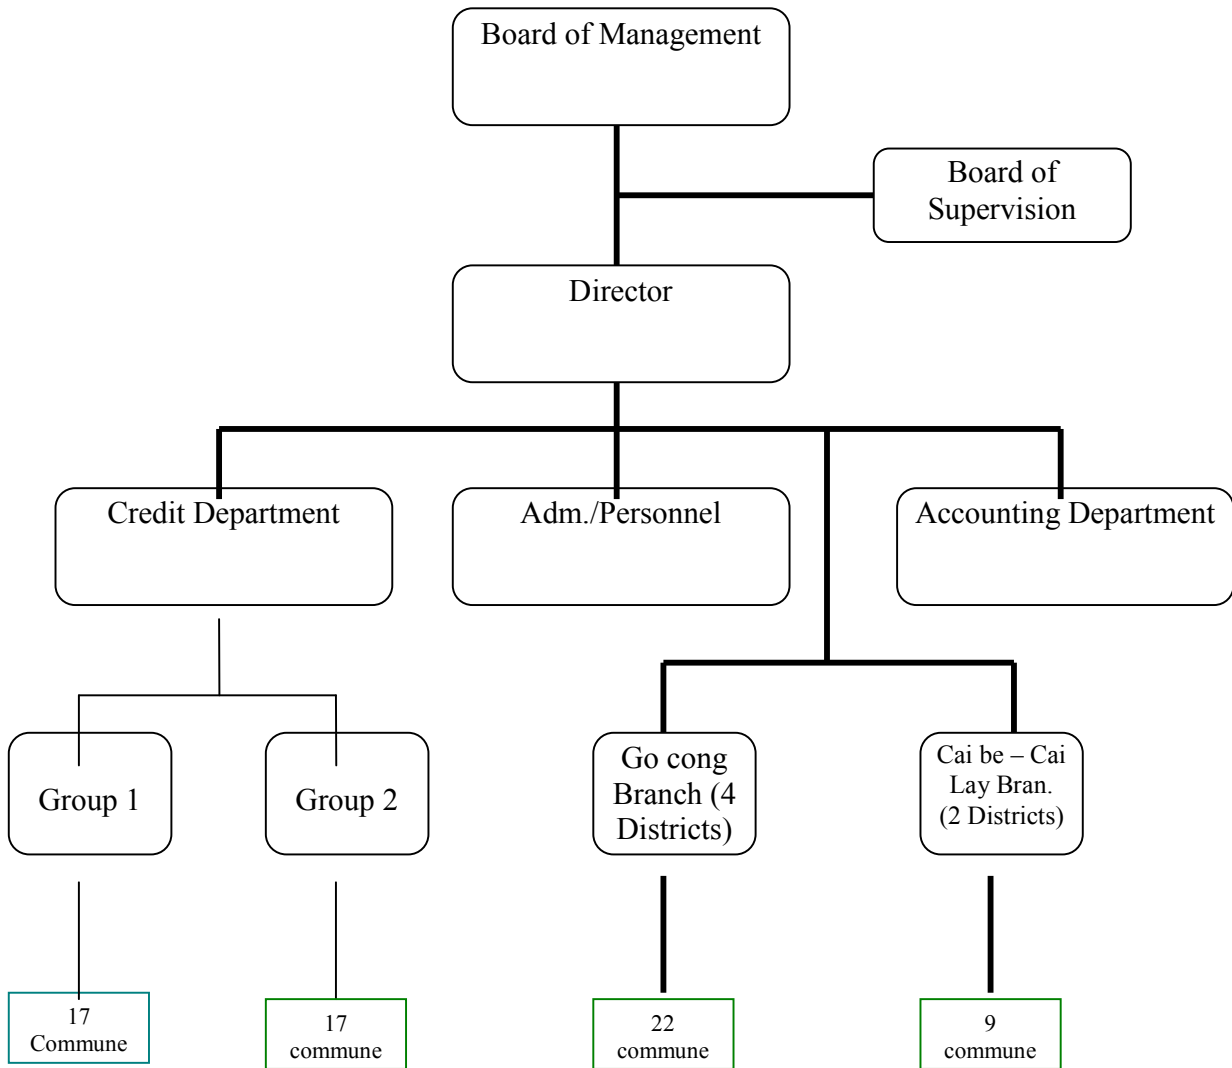 Board of Management
Board of
Supervision
Director
Credit Department
Adm./Personnel
Accounting Department
Group 1
Group 2
Go cong
Branch (4
Districts)
Cai be – Cai
Lay Bran.
(2 Districts)
17
Commune
17
commune
22
commune
9
commune